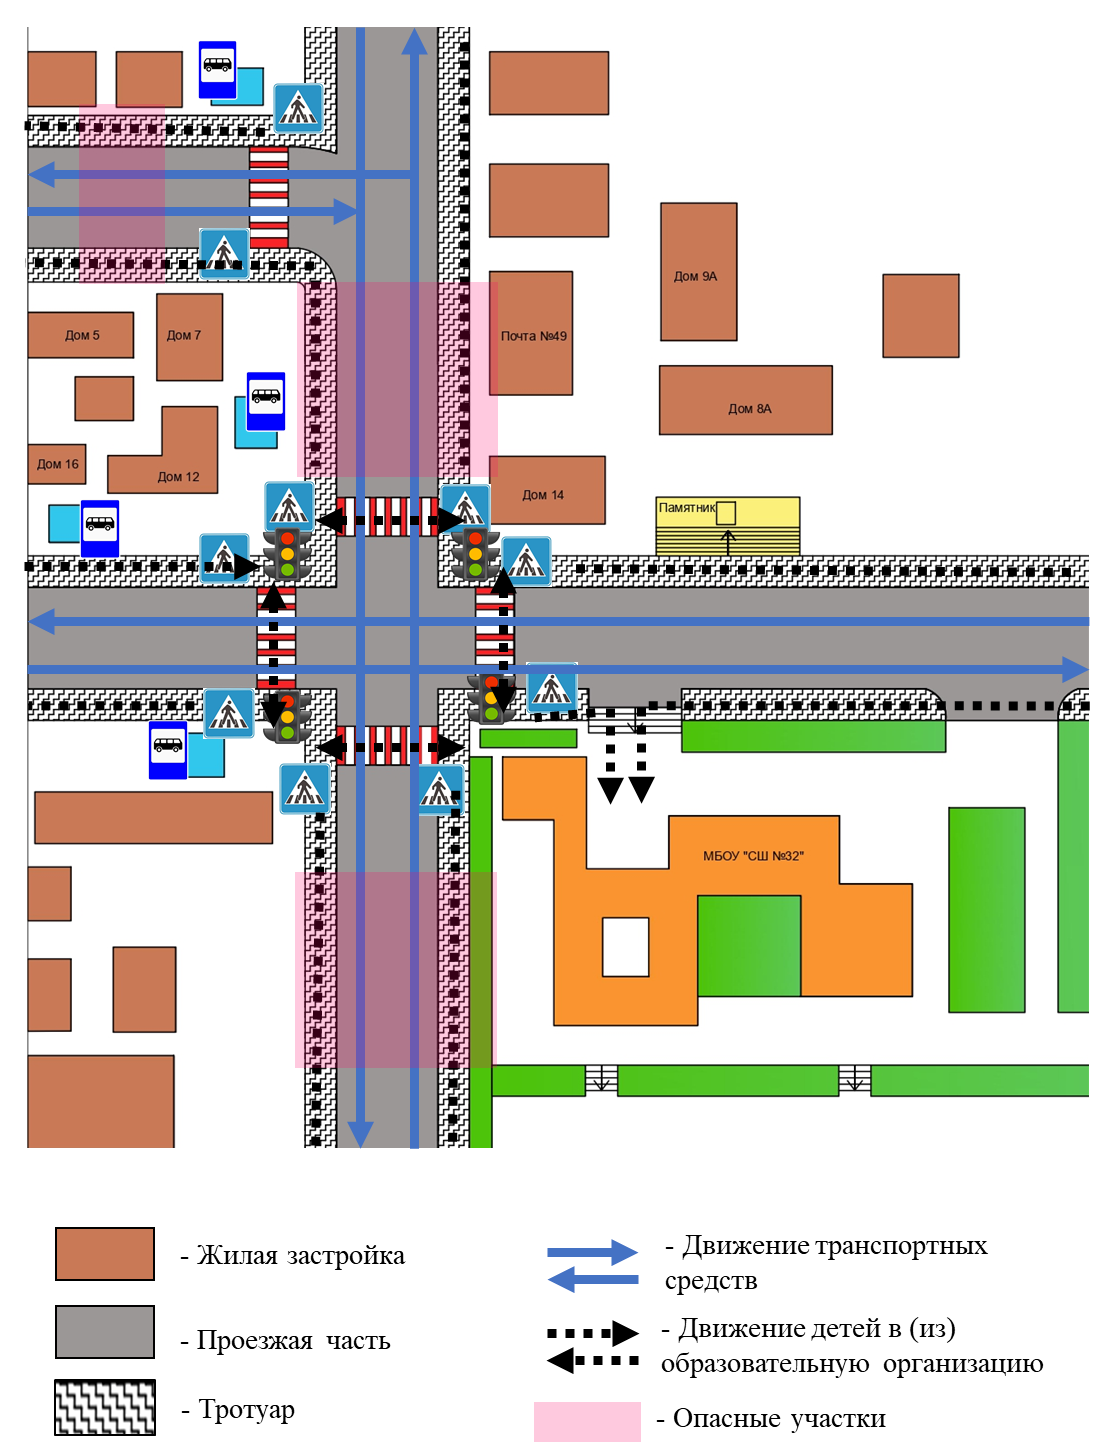 Дом 9А
Дом 5
Дом 7
Почта №49
Дом 8А
Дом 16
Дом 12
Дом 14
Памятник
МБОУ "СШ №32"
- Жилая застройка
- Проезжая часть
- Тротуар
- Движение транспортных
средств
- Движение детей в (из)
образовательную организацию
- Опасные участки